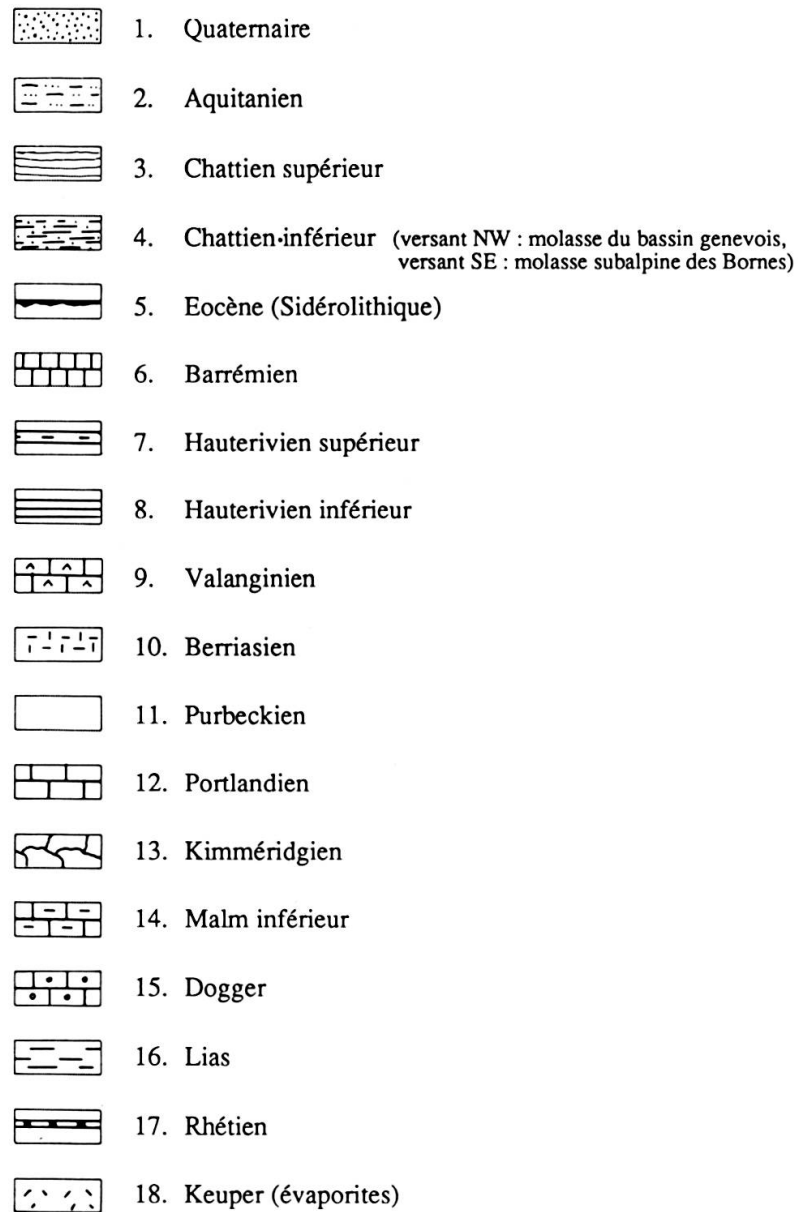 1. Quaternaire
2. Aquitanien
3. Chattien supérieur
4. Chattien·inférieur (versant NW : molasse du bassin genevois,
versant SE : molasse subalpine des Bornes)
5. Eocène (Sidérolithique)
6. Barrémien
7. Hauterivien supérieur
8. Hauterivien inférieur
9. Valanginien
10. Berriasien
11. Purbeckien
12. Portlandien
13. Kimméridgien
14. Malm inférieur
15. Dogger
16. Lias
17. Rhétien
18. Keuper (évaporites)